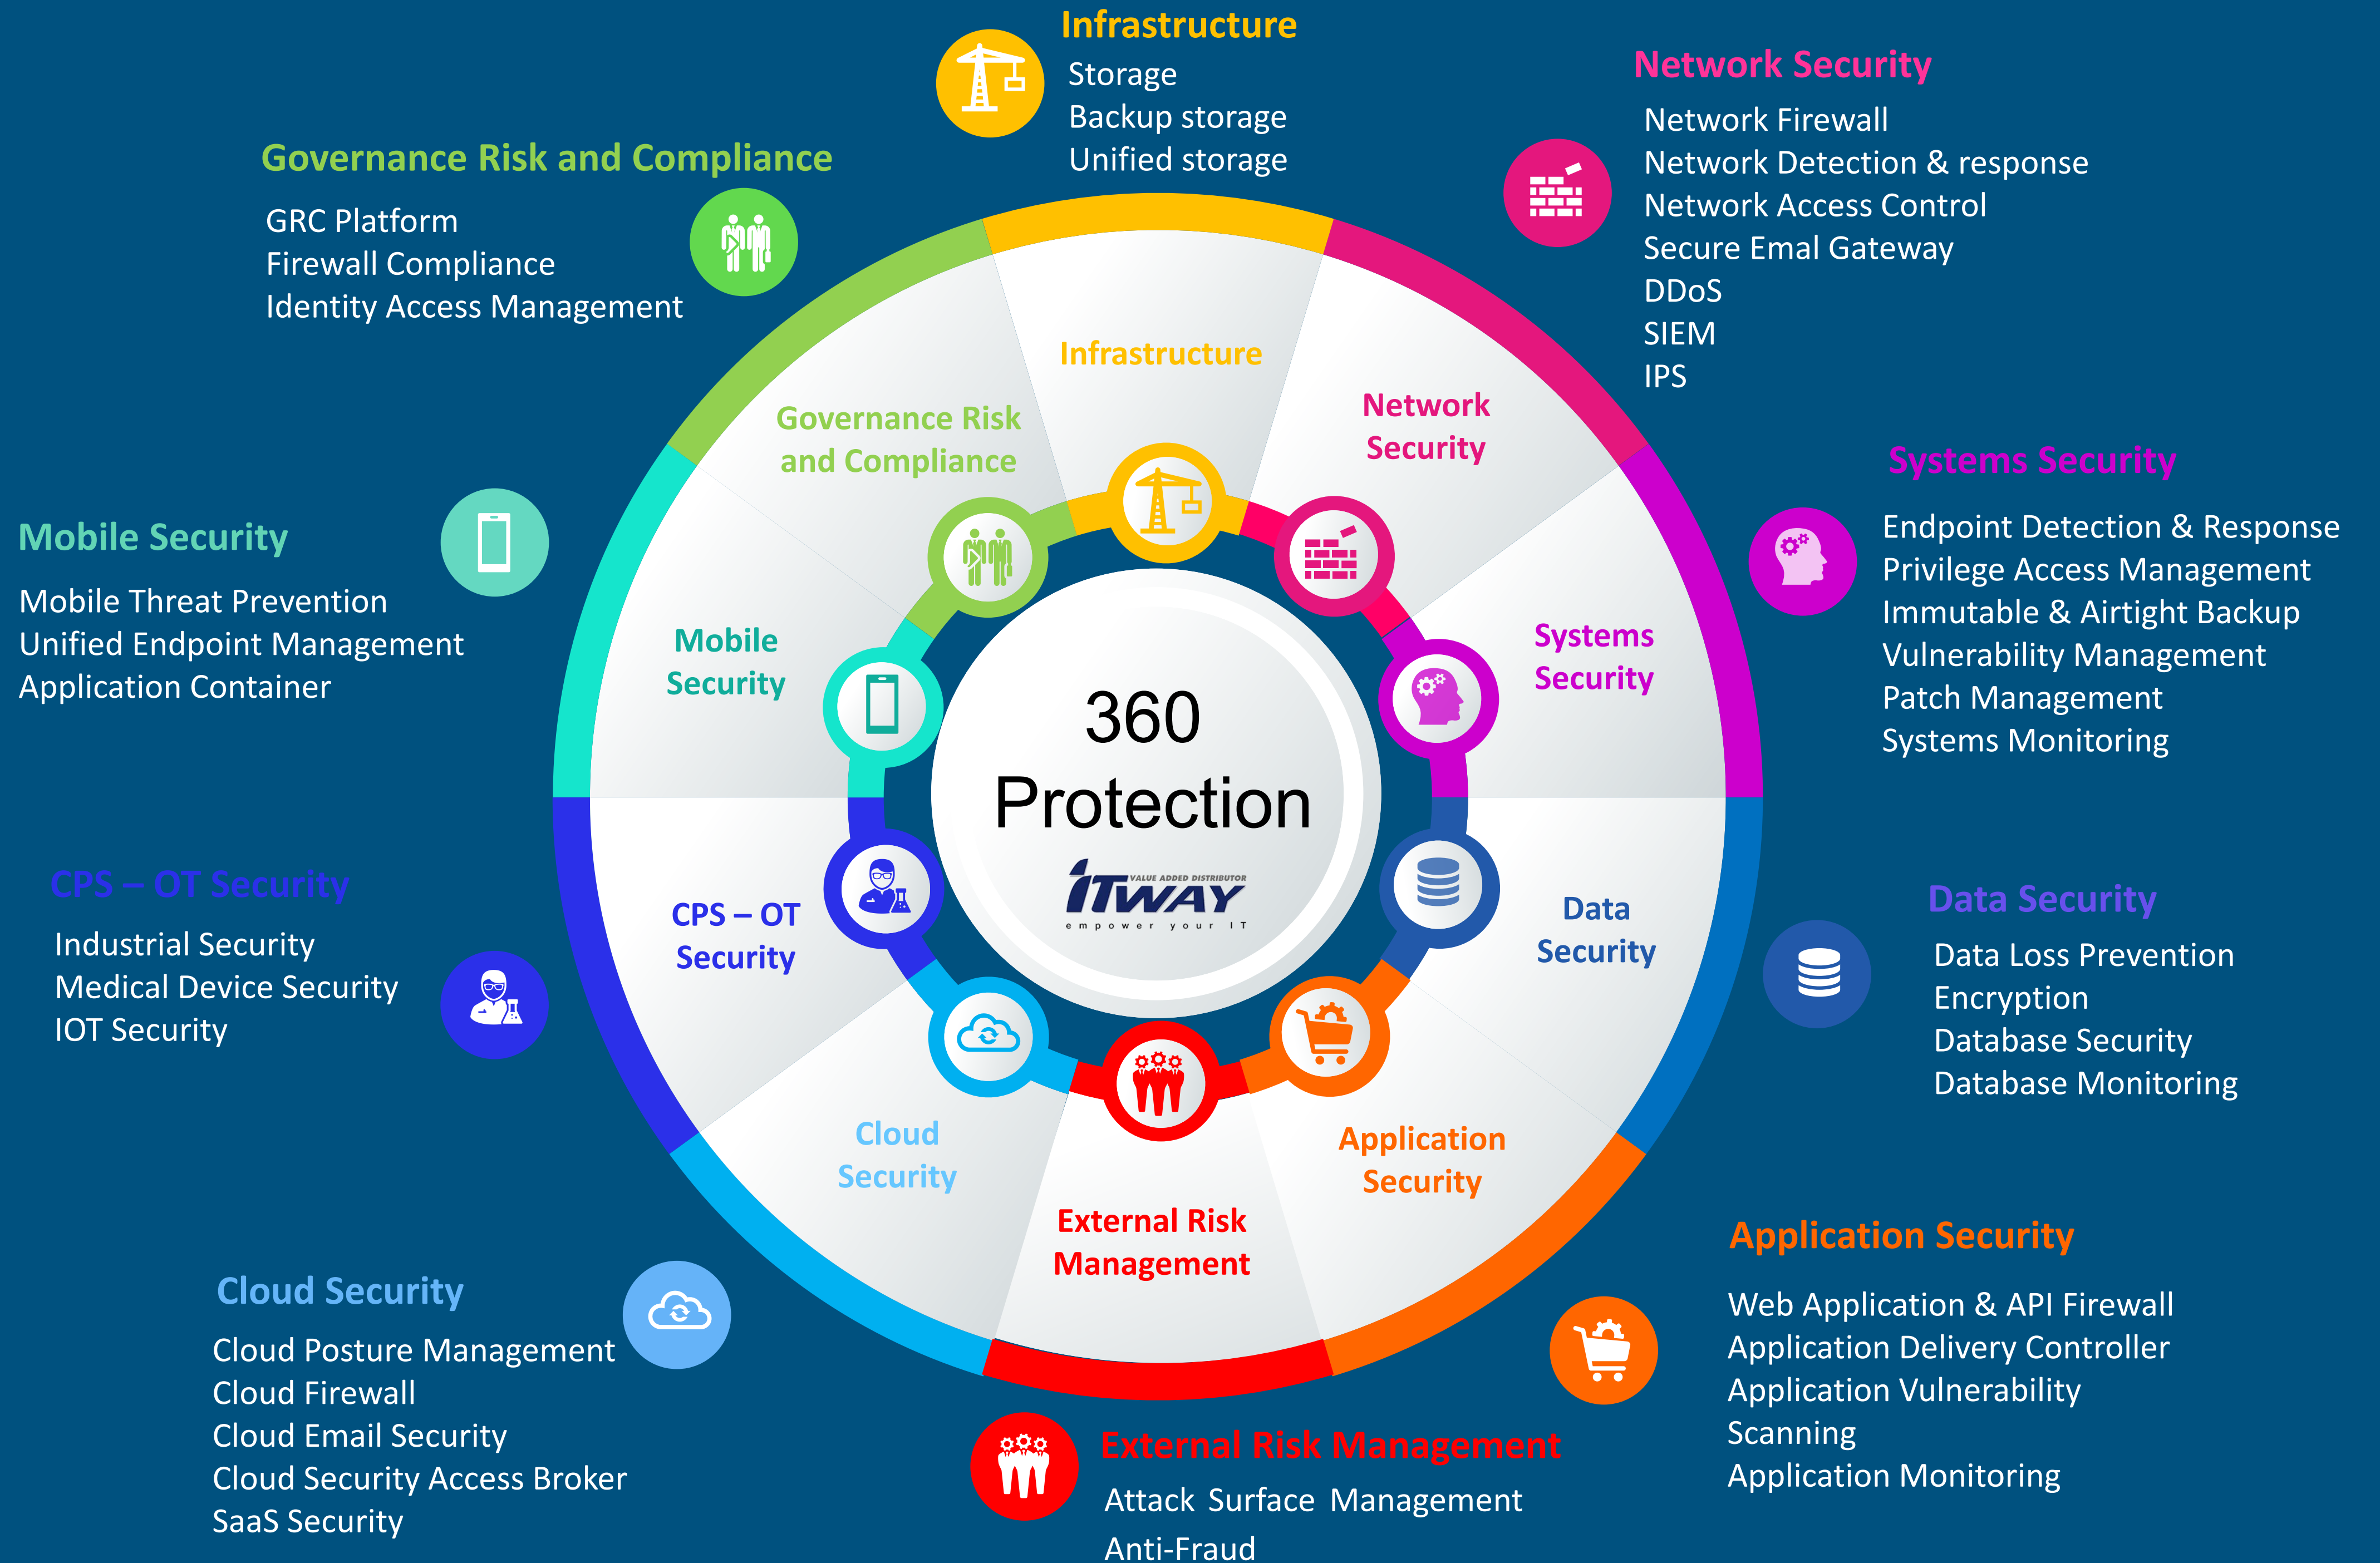 Infrastructure
Storage
Backup storage
Unified storage
Network Security
Network Firewall
Network Detection & response
Network Access Control
Secure Emal Gateway
DDoS
SIEM
IPS
Systems Security
Endpoint Detection & Response
Privilege Access Management
Immutable & Airtight Backup
Vulnerability Management
Patch Management
Systems Monitoring
Data Security
Data Loss Prevention
Encryption
Database Security
Database Monitoring
Application Security
Web Application & API Firewall
Application Delivery Controller
Application Vulnerability
Scanning
Application Monitoring
External Risk Management
Attack Surface Management
Anti-Fraud
Cloud Security
Cloud Posture Management
Cloud Firewall
Cloud Email Security
Cloud Security Access Broker
SaaS Security
CPS – OT Security
Industrial Security
Medical Device Security
IOT Security
Mobile Security
Mobile Threat Prevention
Unified Endpoint Management
Application Container
Governance Risk and Compliance
GRC Platform
Firewall Compliance
Identity Access Management
Infrastructure
Network
Security
Systems
Security
Data
Security
Application
Security
External Risk
Management
Cloud
Security
CPS – OT
Security
Mobile
Security
Governance Risk
and Compliance
360
Protection
VALUE ADDED DISTRIBUTOR
iTWAY
empower your IT